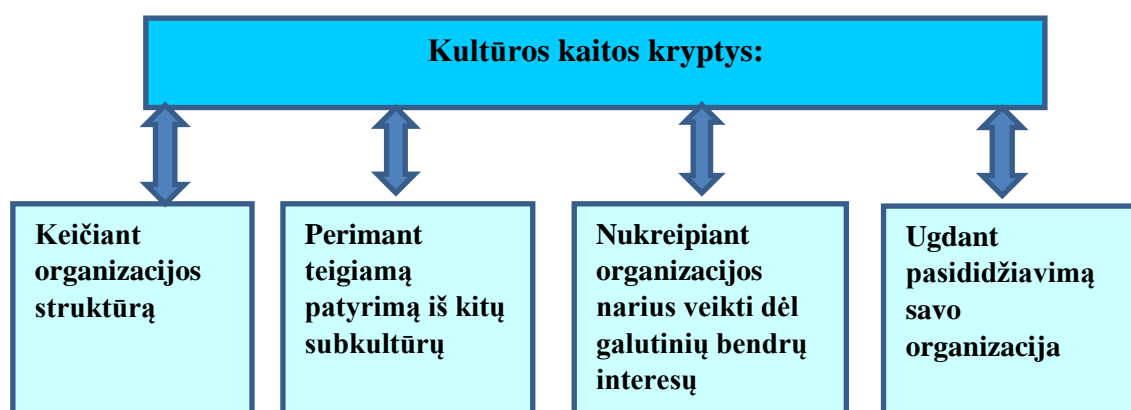 Kultūros kaitos kryptys:
Keičiant
organizacijos
struktūrą
Perimant
teigiamą
patyrimą iš kitų
subkultūrų
Nukreipiant
organizacijos
narius veikti dėl
galutinių bendrų
interesų
Ugdant
pasididžiavimą
savo
organizacija